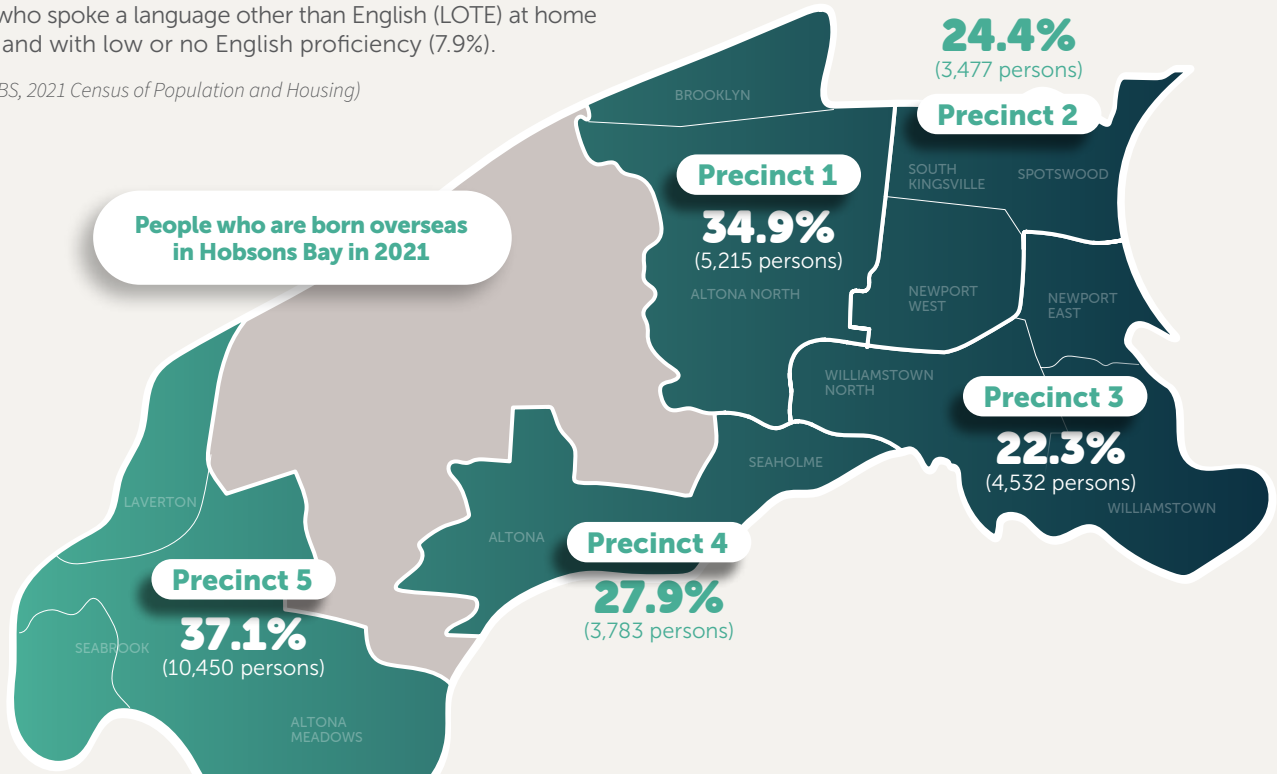 who spoke a language other than English (LOTE) at home
and with low or no English proficiency (7.9%).
BS, 2021 Census of Population and Housing)
People who are born overseas
in Hobsons Bay in 2021
24.4%
(3,477 persons)
Precinct 2
BROOKLYN
Precinct 1
34.9%
(5,215 persons)
ALTONA NORTH
SOUTH
KINGSVILLE
SPOTSWOOD
NEWPORT
WEST
NEWPORT
EAST
WILLIAMSTOWN
NORTH
Precinct 3
22.3%
(4,532 persons)
WILLIAMSTOWN
SEAHOLME
ALTONA
Precinct 4
27.9%
(3,783 persons)
LAVERTON
Precinct 5
37.1%
(10,450 persons)
SEABROOK
ALTONA
MEADOWS